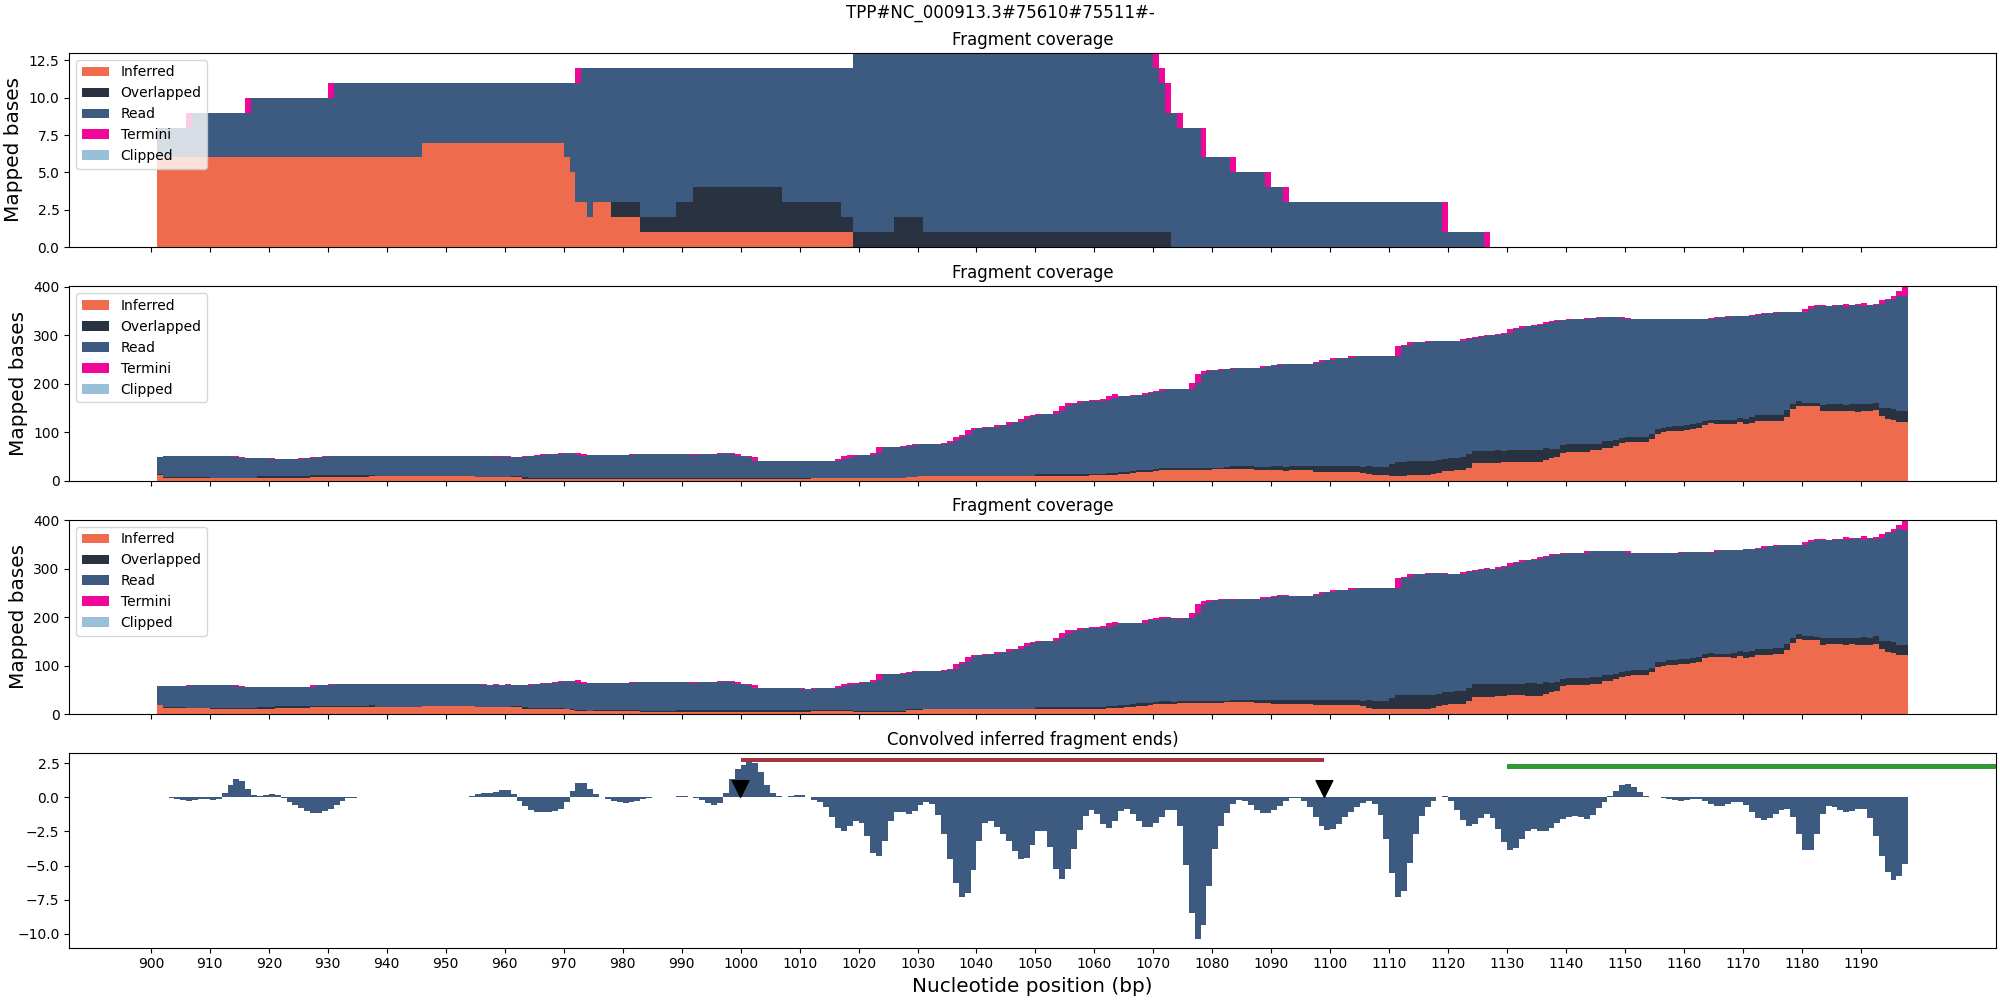 TPP#NC_000913.3#75610#75511#-
Fragment coverage
12.5
10.0
7.5
5.0
2.5
0.0
Mapped bases
Inferred
Overlapped
Read
Termini
Clipped
Fragment coverage
400
300
200
100
0
Mapped bases
Inferred
Overlapped
Read
Termini
Clipped
Fragment coverage
400
300
200
100
0
Mapped bases
Inferred
Overlapped
Read
Termini
Clipped
Convolved inferred fragment ends)
2.5
0.0
−2.5
−5.0
−7.5
−10.0
900 910 920 930 940 950 960 970 980 990 1000 1010 1020 1030 1040 1050 1060 1070 1080 1090 1100 1110 1120 1130 1140 1150 1160 1170 1180 1190
Nucleotide position (bp)